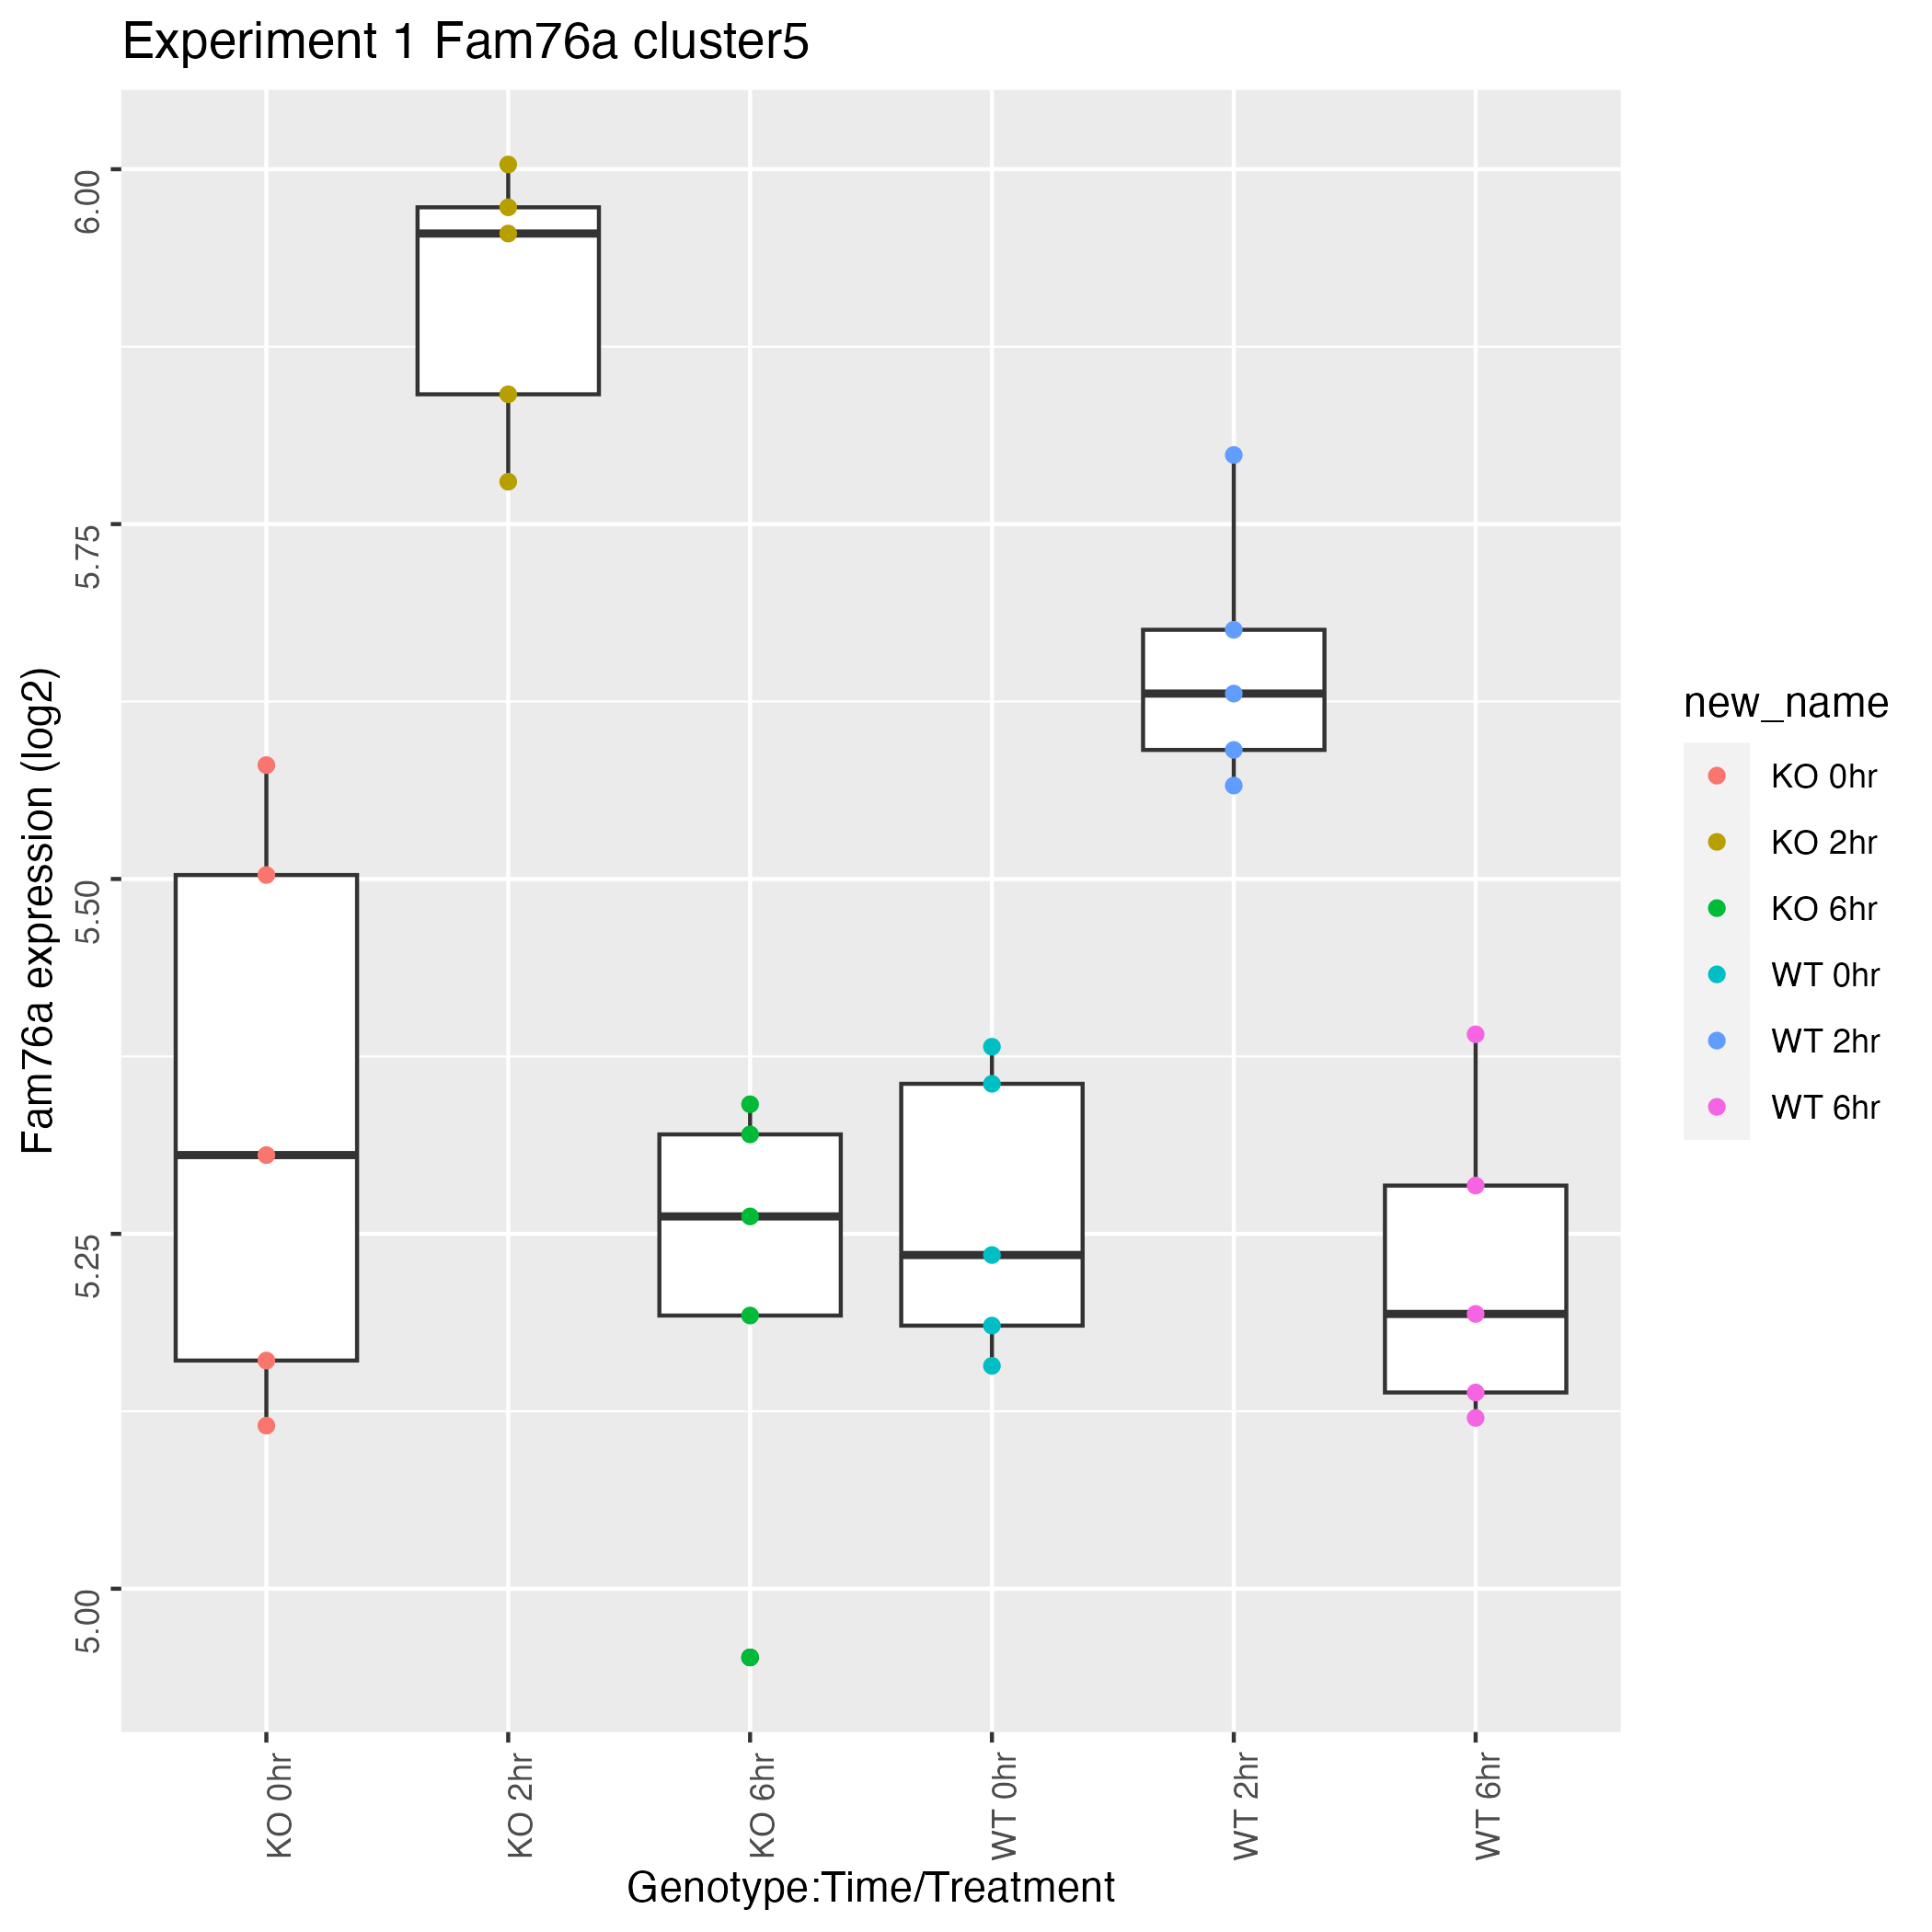 Experiment 1 Fam76a cluster5
Fam76a expression (log2)
6.00
5.75
5.50
5.25
5.00
KO 0hr
KO 2hr
KO 6hr
WT 0hr
WT 2hr
WT 6hr
Genotype:Time/Treatment
new_name
KO 0hr
KO 2hr
KO 6hr
WT 0hr
WT 2hr
WT 6hr